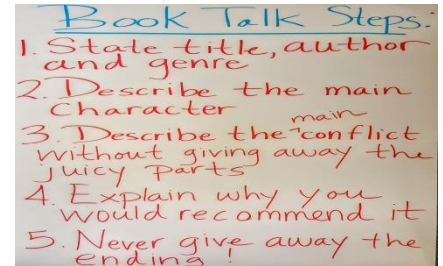 Book Talk Steps:
1. State title, author
and genre
2. Describe the main
character
3. Describe the main conflict
without giving away the
juicy parts
4. Explain why you
would recommend it
5. Never give away the
ending!